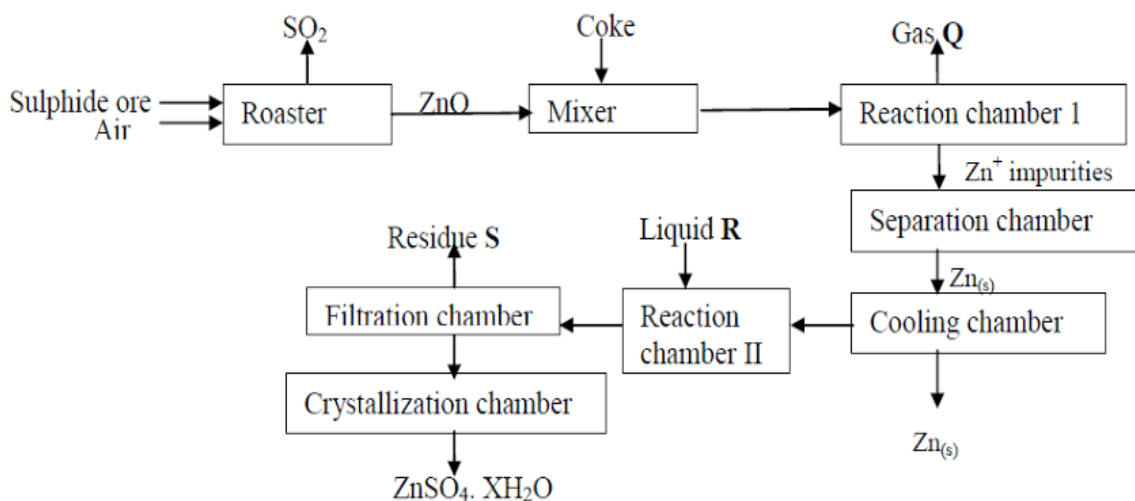 SO₂
Coke
Gas Q
Sulphide ore
Air
Roaster
ZnO
Mixer
Reaction chamber 1
Zn⁺ impurities
Separation chamber
Residue S
Liquid R
Zn₍ₛ₎
Filtration chamber
Reaction
chamber II
Cooling chamber
Crystallization chamber
Zn₍ₛ₎
ZnSO₄. XH₂O